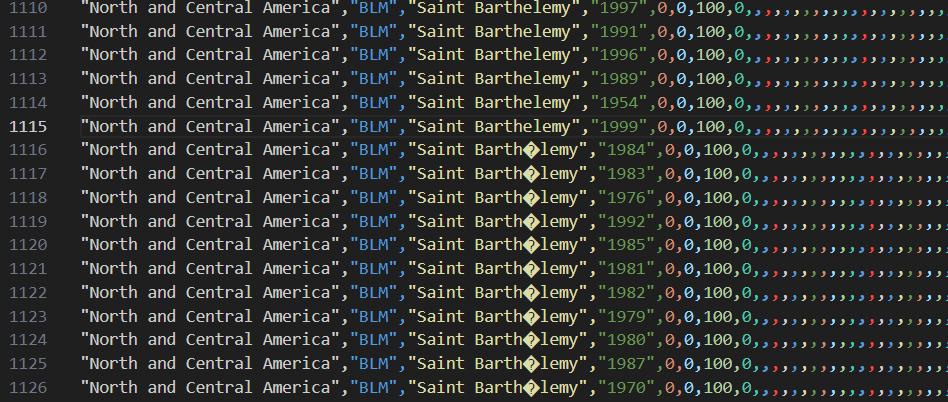 1110 "North and Central America","BLM","Saint Barthelemy","1997",0,0,100,0,,,,,,,,,,,,,,,,,,,,
1111 "North and Central America","BLM","Saint Barthelemy","1991",0,0,100,0,,,,,,,,,,,,,,,,,,,,
1112 "North and Central America","BLM","Saint Barthelemy","1996",0,0,100,0,,,,,,,,,,,,,,,,,,,,
1113 "North and Central America","BLM","Saint Barthelemy","1989",0,0,100,0,,,,,,,,,,,,,,,,,,,,
1114 "North and Central America","BLM","Saint Barthelemy","1954",0,0,100,0,,,,,,,,,,,,,,,,,,,,
1115 "North and Central America","BLM","Saint Barthelemy","1999",0,0,100,0,,,,,,,,,,,,,,,,,,,,
1116 "North and Central America","BLM","Saint Barth�lemy","1984",0,0,100,0,,,,,,,,,,,,,,,,,,,,
1117 "North and Central America","BLM","Saint Barth�lemy","1983",0,0,100,0,,,,,,,,,,,,,,,,,,,,
1118 "North and Central America","BLM","Saint Barth�lemy","1976",0,0,100,0,,,,,,,,,,,,,,,,,,,,
1119 "North and Central America","BLM","Saint Barth�lemy","1992",0,0,100,0,,,,,,,,,,,,,,,,,,,,
1120 "North and Central America","BLM","Saint Barth�lemy","1985",0,0,100,0,,,,,,,,,,,,,,,,,,,,
1121 "North and Central America","BLM","Saint Barth�lemy","1981",0,0,100,0,,,,,,,,,,,,,,,,,,,,
1122 "North and Central America","BLM","Saint Barth�lemy","1982",0,0,100,0,,,,,,,,,,,,,,,,,,,,
1123 "North and Central America","BLM","Saint Barth�lemy","1979",0,0,100,0,,,,,,,,,,,,,,,,,,,,
1124 "North and Central America","BLM","Saint Barth�lemy","1980",0,0,100,0,,,,,,,,,,,,,,,,,,,,
1125 "North and Central America","BLM","Saint Barth�lemy","1987",0,0,100,0,,,,,,,,,,,,,,,,,,,,
1126 "North and Central America","BLM","Saint Barth�lemy","1970",0,0,100,0,,,,,,,,,,,,,,,,,,,,